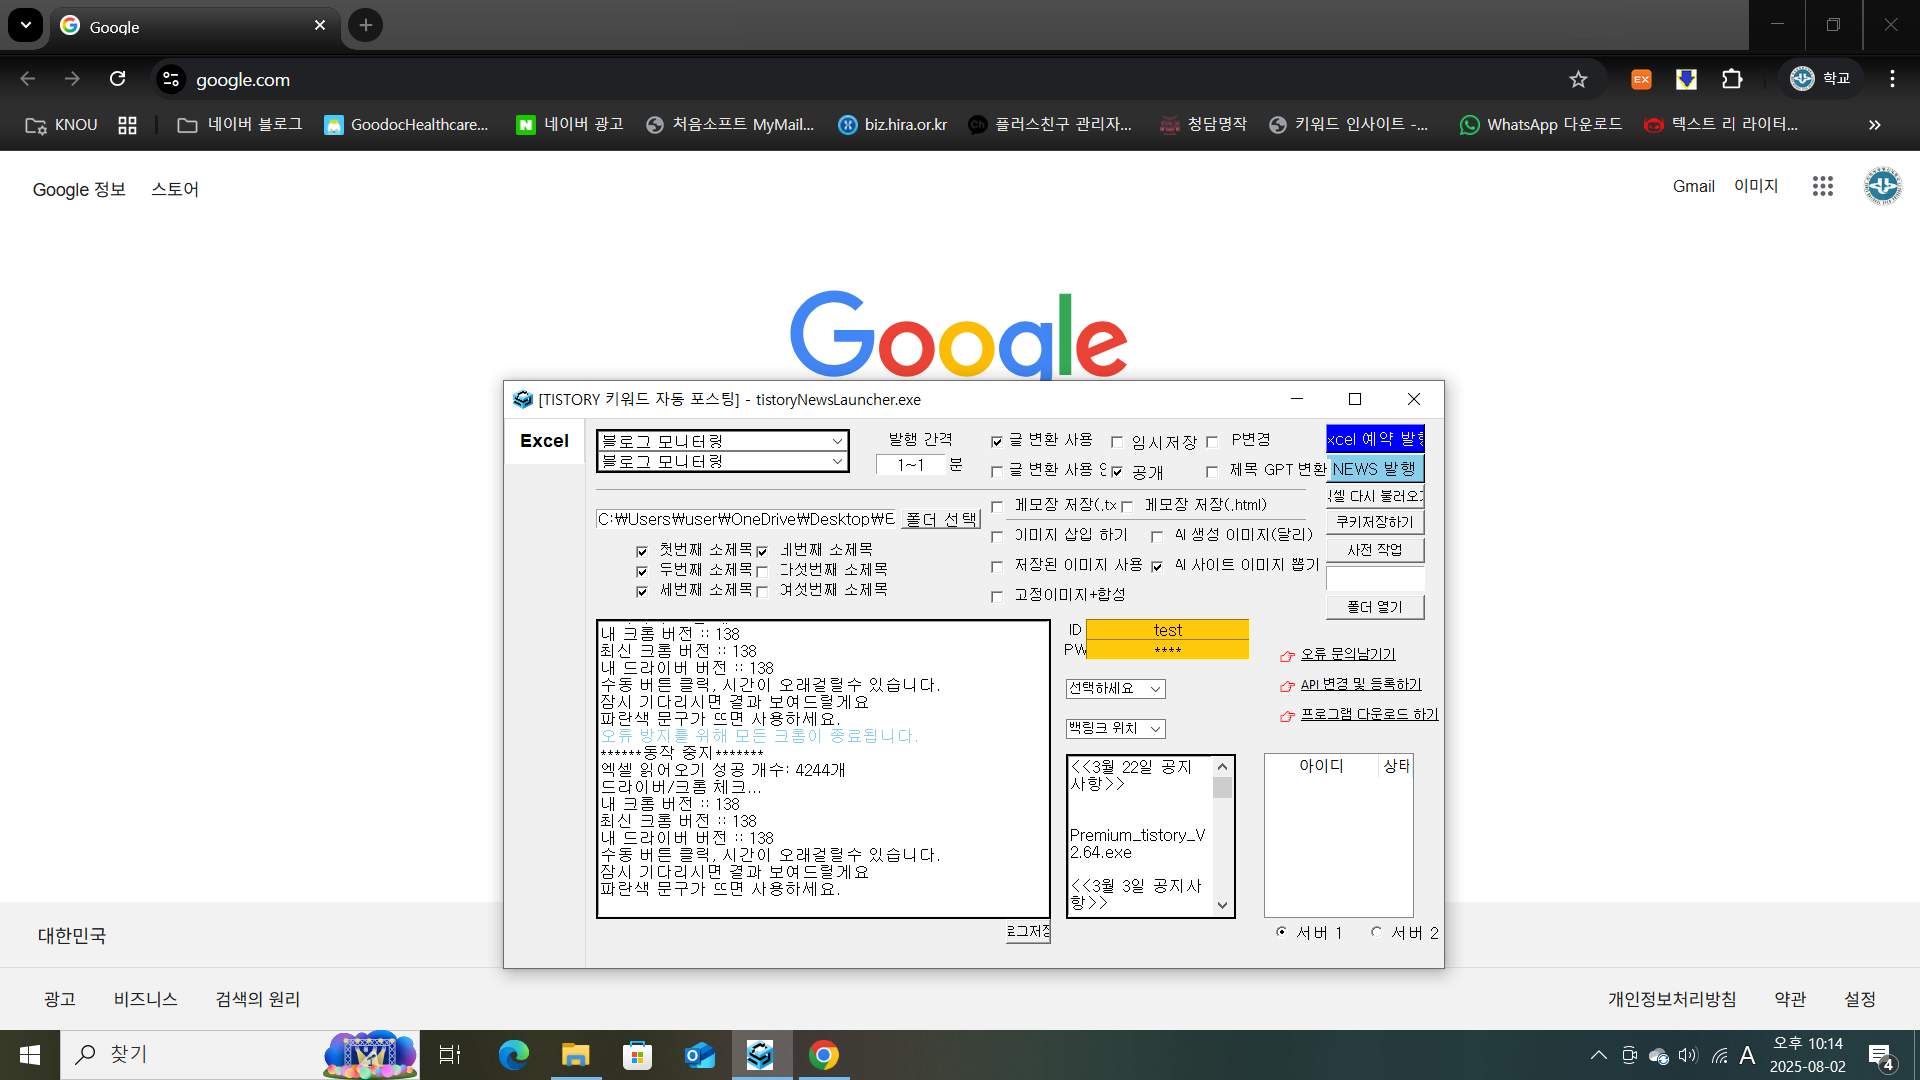 Google
google.com
학교
KNOU
네이버 블로그
GoodocHealthcare...
네이버 광고
처음소프트 MyMail...
biz.hira.or.kr
플러스친구 관리자...
청담명작
키워드 인사이트 -...
WhatsApp 다운로드
텍스트 리 라이터...
Google 정보
스토어
Gmail
이미지
Google
[TISTORY 키워드 자동 포스팅] - tistoryNewsLauncher.exe
Excel
블로그 모니터링
블로그 모니터링
발행 간격
1~1 분
글 변환 사용
임시저장
P변경
글 변환 사용
공개
제목 GPT 변환
xcel 예약 발행
NEWS 발행
엑셀 다시 불러오기
쿠키저장하기
사전 작업
폴더 열기
C:₩Users₩user₩OneDrive₩Desktop₩E
폴더 선택
메모장 저장(.tx
메모장 저장(.html)
이미지 삽입 하기
AI 생성 이미지(달리)
저장된 이미지 사용
AI 사이트 이미지 뽑기
고정이미지+합성
첫번째 소제목
네번째 소제목
두번째 소제목
다섯번째 소제목
세번째 소제목
여섯번째 소제목
내 크롬 버전 :: 138
최신 크롬 버전 :: 138
내 드라이버 버전 :: 138
수동 버튼 클릭, 시간이 오래걸릴수 있습니다.
잠시 기다리시면 결과 보여드릴게요
파란색 문구가 뜨면 사용하세요.
오류 방지를 위해 모든 크롬이 종료됩니다.
******동작 중지*******
엑셀 읽어오기 성공 개수: 4244개
드라이버/크롬 체크...
내 크롬 버전 :: 138
최신 크롬 버전 :: 138
내 드라이버 버전 :: 138
수동 버튼 클릭, 시간이 오래걸릴수 있습니다.
잠시 기다리시면 결과 보여드릴게요
파란색 문구가 뜨면 사용하세요.
로그저장
ID test
PW ****
선택하세요
백링크 위치
오류 문의남기기
API 변경 및 등록하기
프로그램 다운로드 하기
<<3월 22일 공지
사항>>
Premium_tistory_V
2.64.exe
<<3월 3일 공지사
항>>
아이디
상태
서버 1
서버 2
대한민국
광고
비즈니스
검색의 원리
개인정보처리방침
약관
설정
찾기
A
오후 10:14
2025-08-02
4